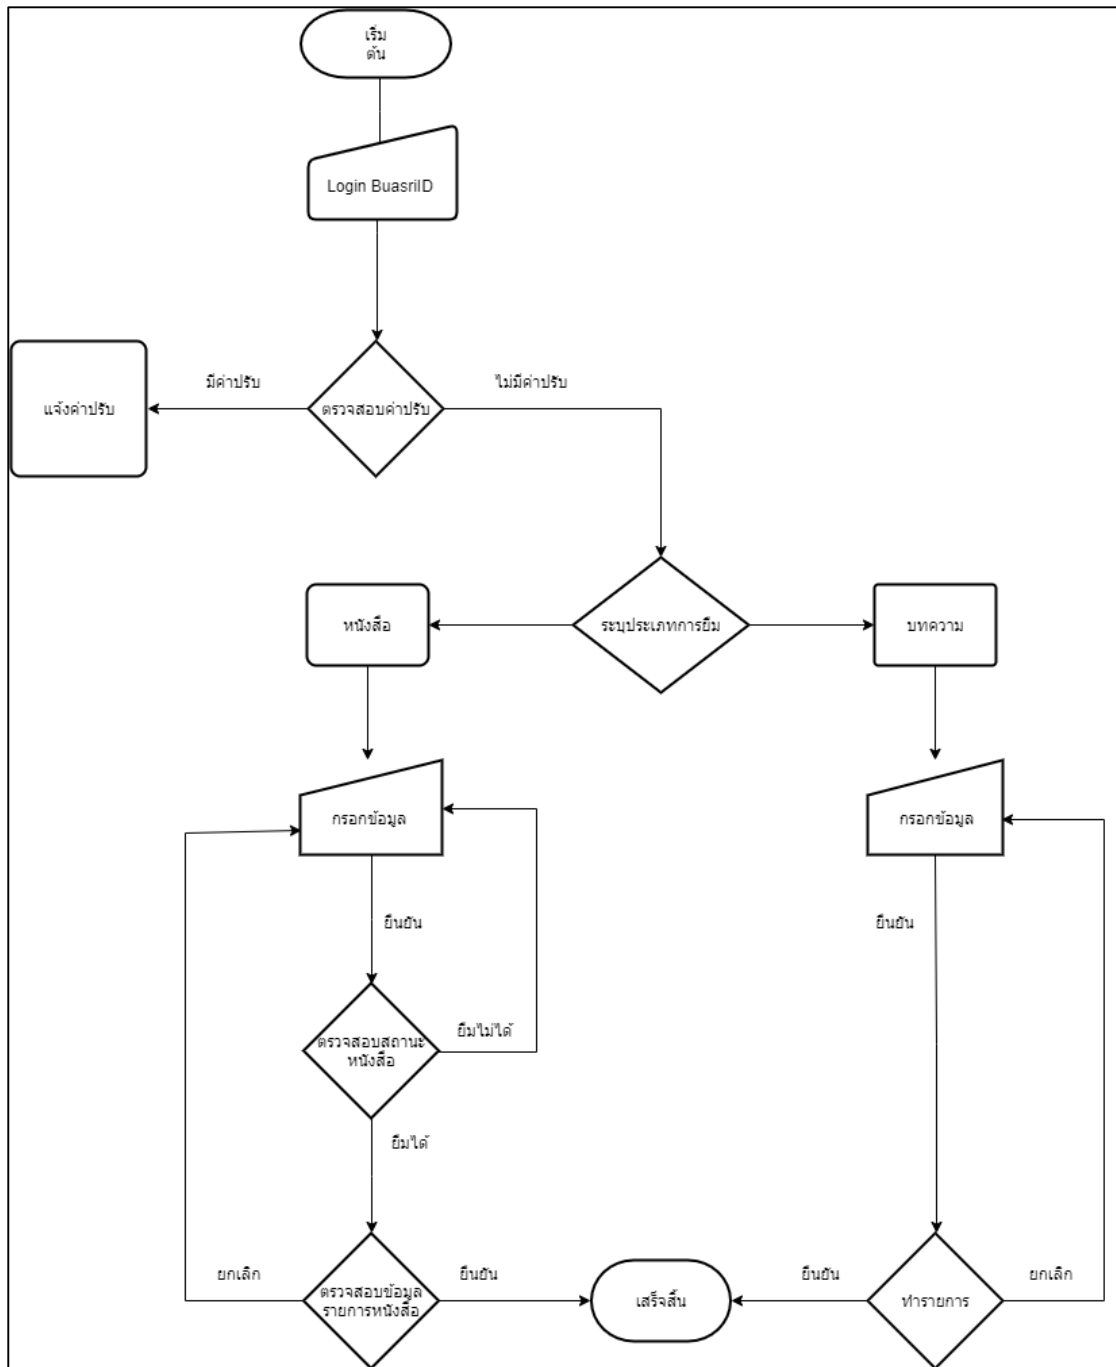 เริ่ม
ต้น
Login BuasriID
มีค่าปรับ
ไม่มีค่าปรับ
แจ้งค่าปรับ
ตรวจสอบค่าปรับ
หนังสือ
ระบุประเภทการยืม
บทความ
กรอกข้อมูล
กรอกข้อมูล
ยืนยัน
ยืนยัน
ตรวจสอบสถานะ
หนังสือ
ยืมไม่ได้
ยืมได้
ยกเลิก
ตรวจสอบข้อมูล
รายการหนังสือ
ยืนยัน
เสร็จสิ้น
ยืนยัน
ทำรายการ
ยกเลิก